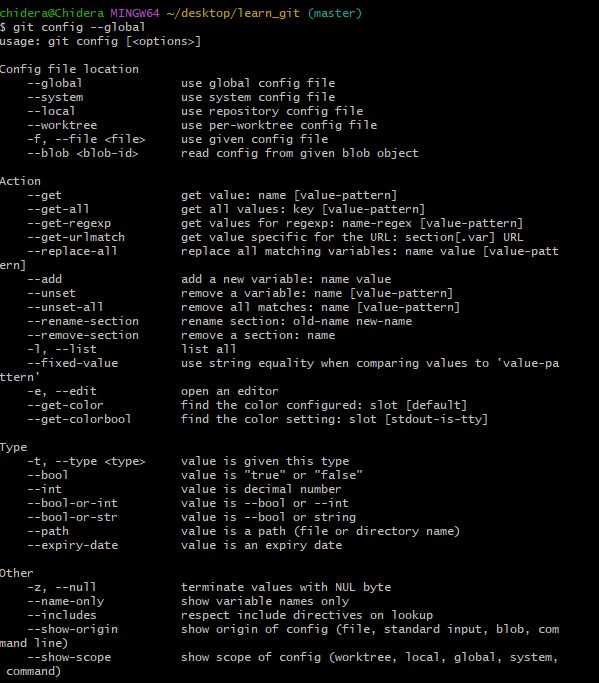 chidera@Chidera MINGW64 ~/desktop/learn_git (master)
$ git config --global
usage: git config [<options>]

Config file location
    --global              use global config file
    --system              use system config file
    --local               use repository config file
    --worktree            use per-worktree config file
    -f, --file <file>     use given config file
    --blob <blob-id>      read config from given blob object

Action
    --get                 get value: name [value-pattern]
    --get-all             get all values: key [value-pattern]
    --get-regexp          get values for regexp: name-regex [value-pattern]
    --get-urlmatch        get value specific for the URL: section[.var] URL
    --replace-all         replace all matching variables: name value [value-patt
ern]
    --add                 add a new variable: name value
    --unset               remove a variable: name [value-pattern]
    --unset-all           remove all matches: name [value-pattern]
    --rename-section      rename section: old-name new-name
    --remove-section      remove a section: name
    -l, --list            list all
    --fixed-value         use string equality when comparing values to 'value-pa
ttern'
    -e, --edit            open an editor
    --get-color           find the color configured: slot [default]
    --get-colorbool       find the color setting: slot [stdout-is-tty]

Type
    -t, --type <type>     value is given this type
    --bool                value is "true" or "false"
    --int                 value is decimal number
    --bool-or-int         value is --bool or --int
    --bool-or-str         value is --bool or string
    --path                value is a path (file or directory name)
    --expiry-date         value is an expiry date

Other
    -z, --null            terminate values with NUL byte
    --name-only           show variable names only
    --includes            respect include directives on lookup
    --show-origin         show origin of config (file, standard input, blob, com
mand line)
    --show-scope          show scope of config (worktree, local, global, system,
 command)